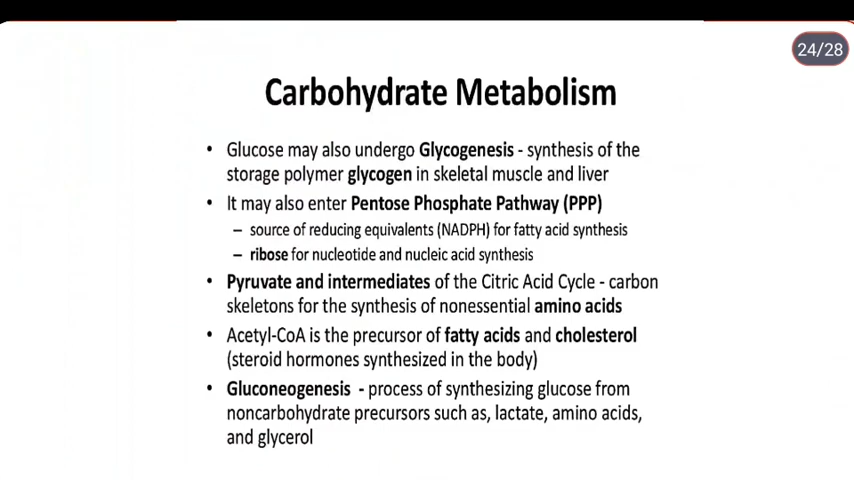 24/28
Carbohydrate Metabolism
• Glucose may also undergo Glycogenesis - synthesis of the
storage polymer glycogen in skeletal muscle and liver
• It may also enter Pentose Phosphate Pathway (PPP)
– source of reducing equivalents (NADPH) for fatty acid synthesis
– ribose for nucleotide and nucleic acid synthesis
• Pyruvate and intermediates of the Citric Acid Cycle - carbon
skeletons for the synthesis of nonessential amino acids
• Acetyl-CoA is the precursor of fatty acids and cholesterol
(steroid hormones synthesized in the body)
• Gluconeogenesis - process of synthesizing glucose from
noncarbohydrate precursors such as, lactate, amino acids,
and glycerol